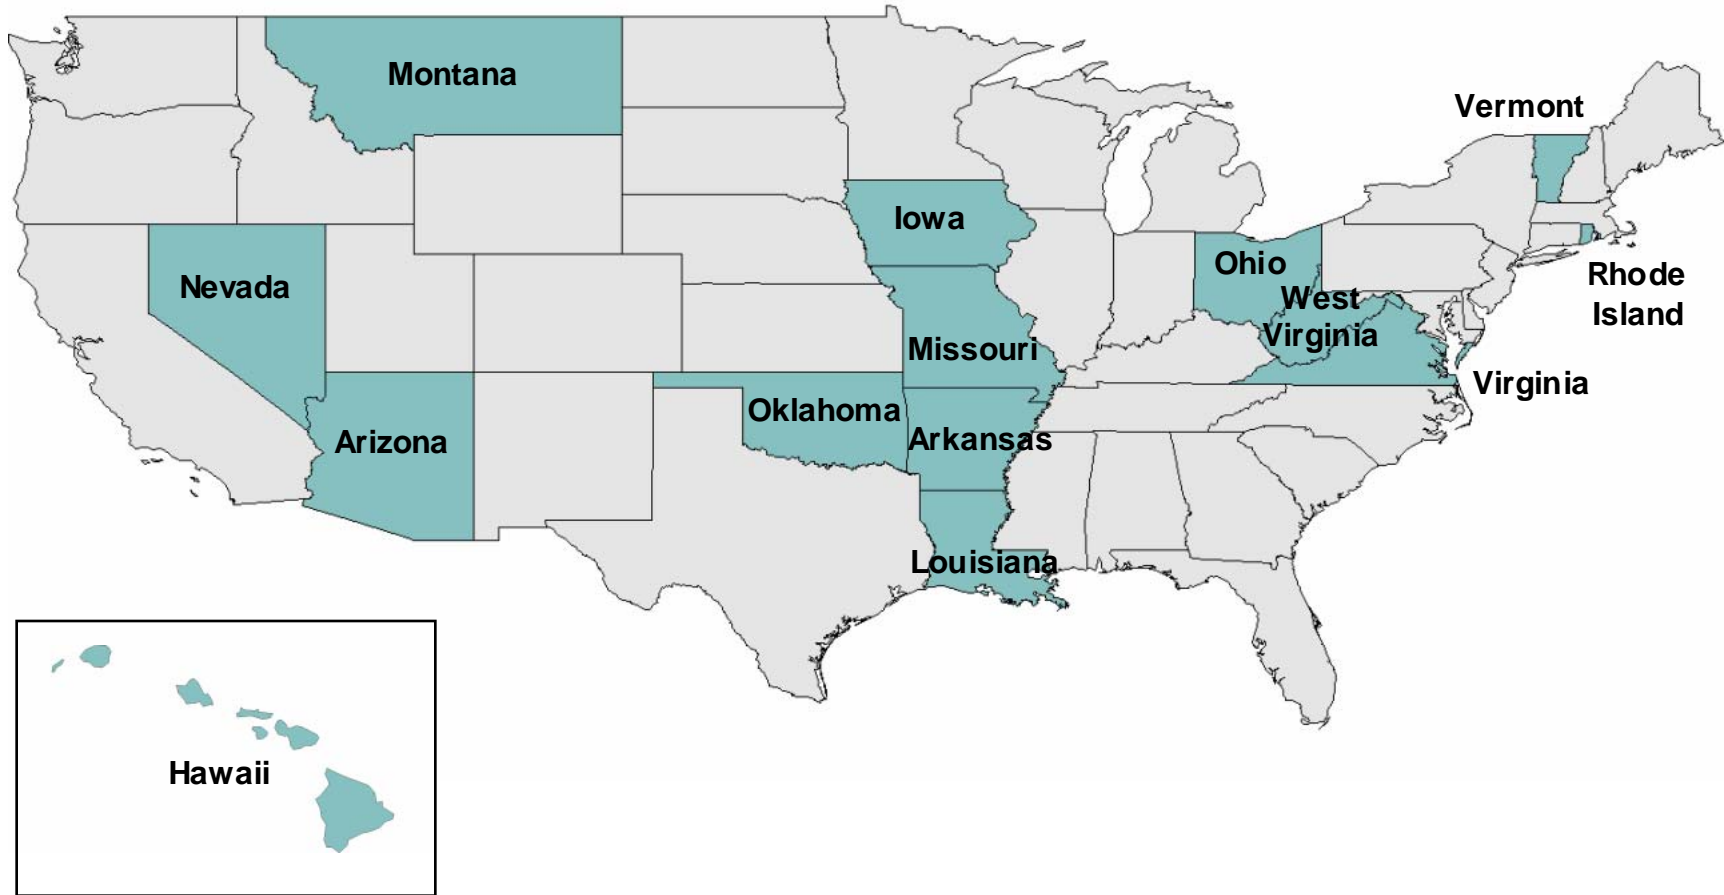 Montana
Vermont
Iowa
Ohio
Nevada
Rhode
Island
West
Virginia
Missouri
Virginia
Oklahoma
Arizona
Arkansas
Louisiana
Hawaii